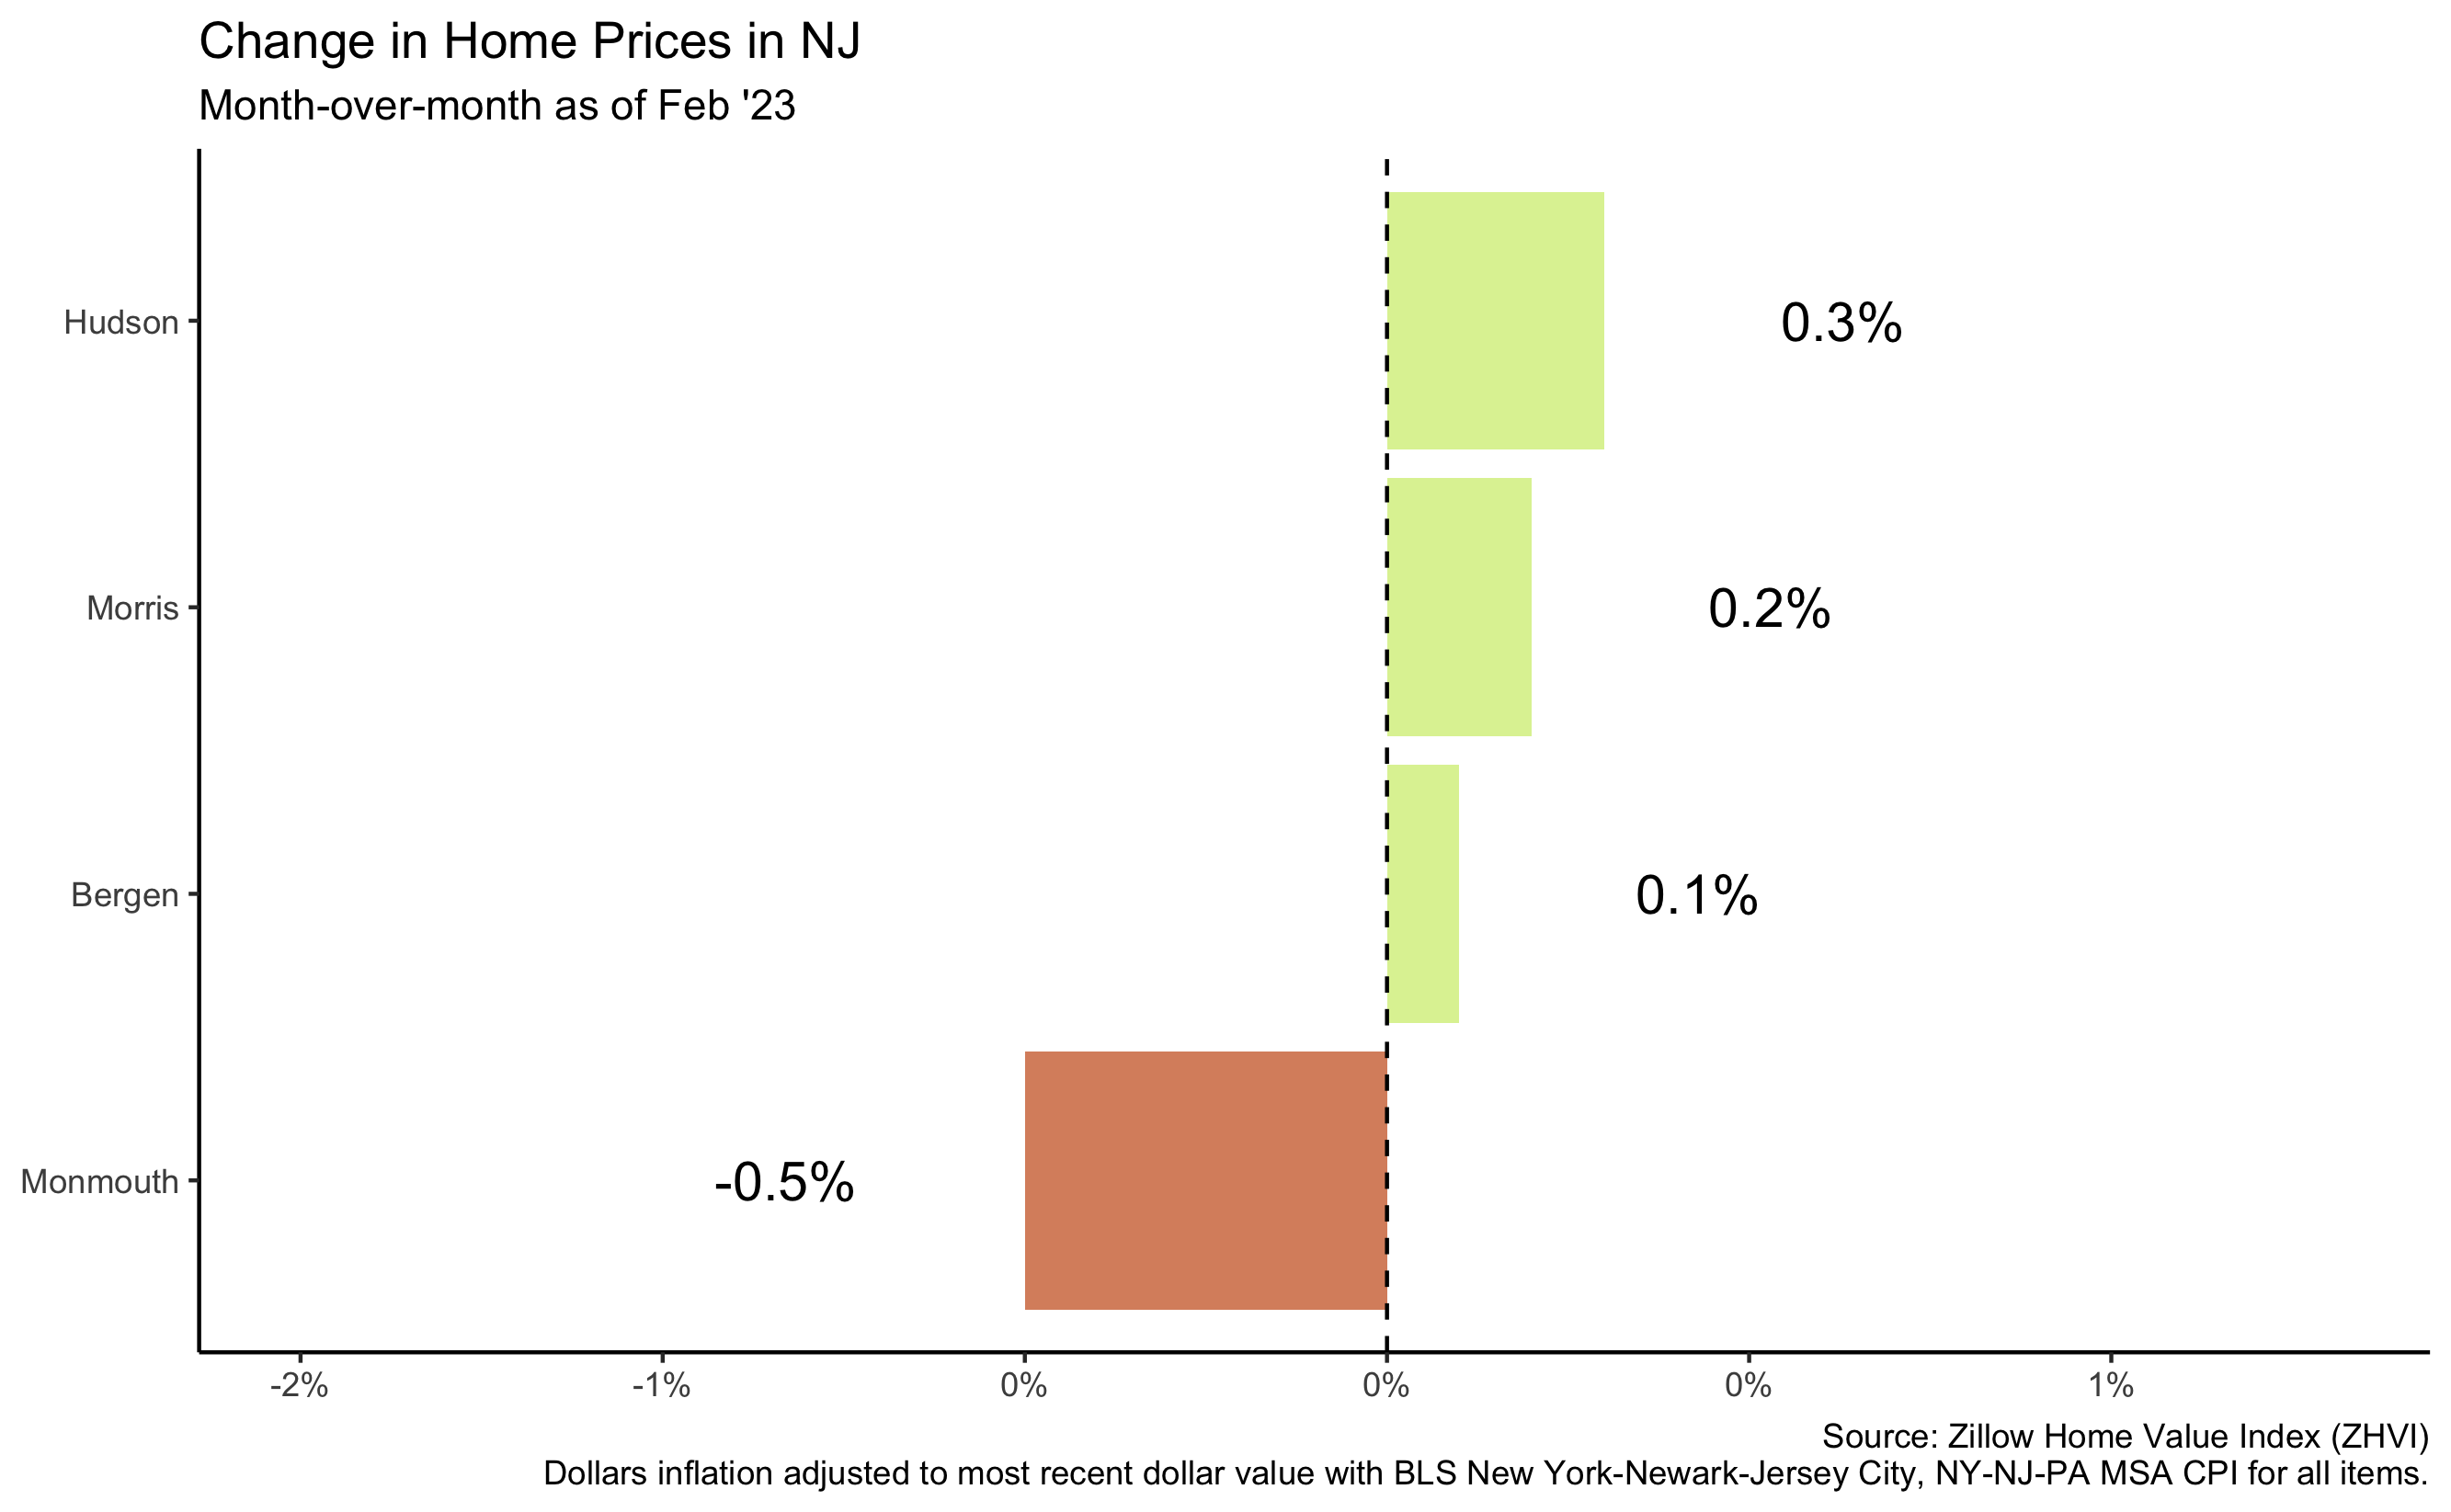 Change in Home Prices in NJ
Month-over-month as of Feb '23
Hudson
0.3%
Morris
0.2%
Bergen
0.1%
Monmouth
-0.5%
-2%
-1%
0%
0%
0%
1%
Source: Zillow Home Value Index (ZHVI)
Dollars inflation adjusted to most recent dollar value with BLS New York-Newark-Jersey City, NY-NJ-PA MSA CPI for all items.